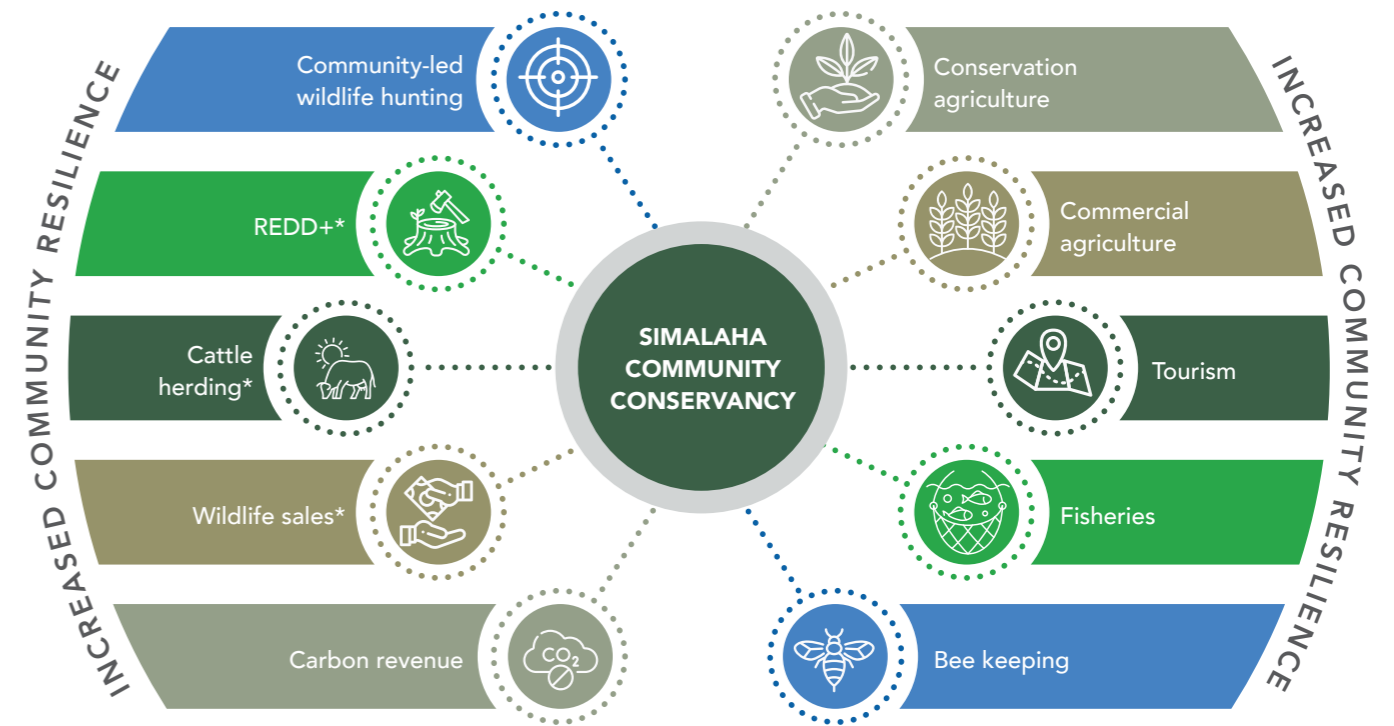 INCREASED COMMUNITY RESILIENCE
Community-led
wildlife hunting
REDD+*
Cattle
herding*
Wildlife sales*
Carbon revenue
CO2
SIMALAHA
COMMUNITY
CONSERVANCY
Conservation
agriculture
Commercial
agriculture
Tourism
Fisheries
Bee keeping
INCREASED COMMUNITY RESILIENCE